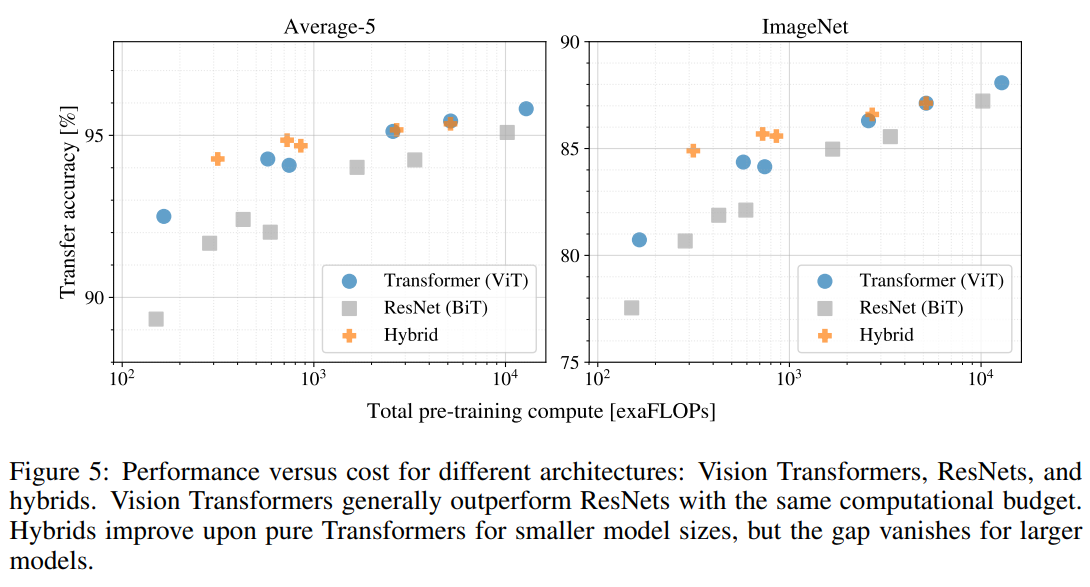 Average-5
ImageNet
Transfer accuracy [%]
95
90
10² 10³ 10⁴
Transformer (ViT)
ResNet (BiT)
Hybrid
90
85
80
75
10² 10³ 10⁴
Transformer (ViT)
ResNet (BiT)
Hybrid
Total pre-training compute [exaFLOPs]
Figure 5: Performance versus cost for different architectures: Vision Transformers, ResNets, and
hybrids. Vision Transformers generally outperform ResNets with the same computational budget.
Hybrids improve upon pure Transformers for smaller model sizes, but the gap vanishes for larger
models.